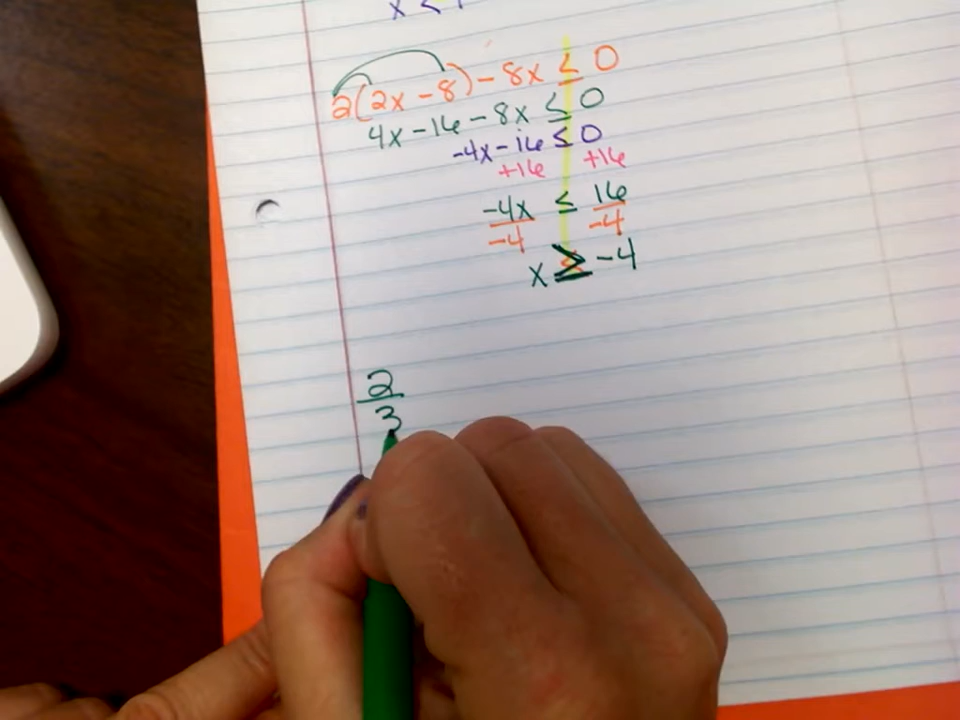 x <
2(2x - 8) - 8x ≤ 0
4x - 16 - 8x ≤ 0
-4x - 16 ≤ 0
+16 +16
-4x ≤ 16
-4 -4
x ≥ -4
2
3